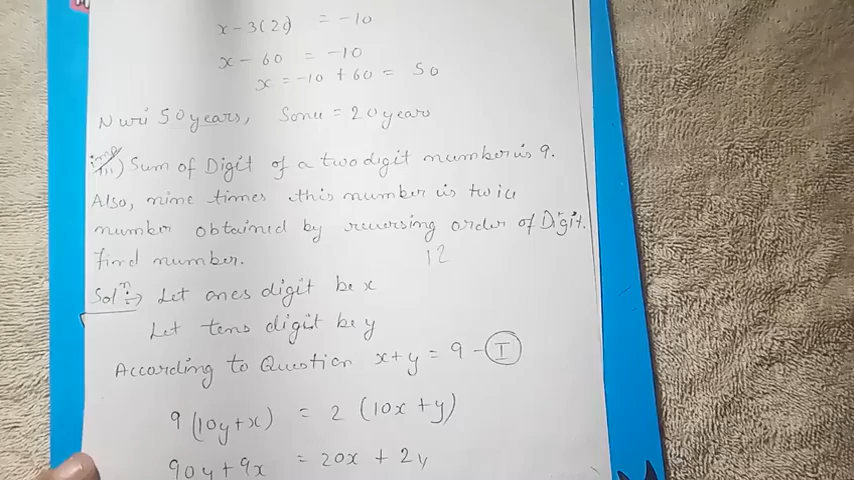 x - 3(20) = -10
x - 60 = -10
x = -10 + 60 = 50
Nuri 50 years, Sonu = 20 years
iii) Sum of Digit of a two digit number is 9.
Also, nine times this number is twice
number obtained by reversing order of Digit.
find number.
12
Solⁿ:→ Let ones digit be x
Let tens digit be y
According to Question x+y = 9 - I
9 (10y+x) = 2 (10x + y)
90y + 9x = 20x + 2y